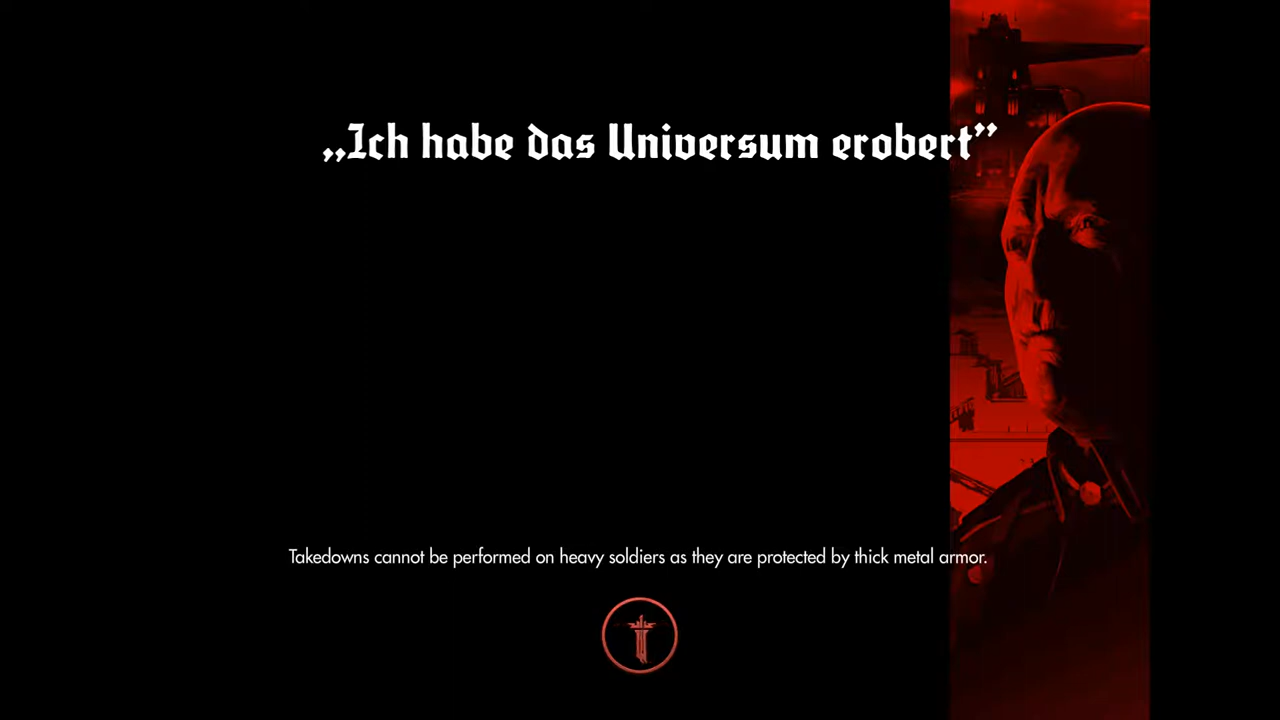 „Ich habe das Universum erobert”
Takedowns cannot be performed on heavy soldiers as they are protected by thick metal armor.